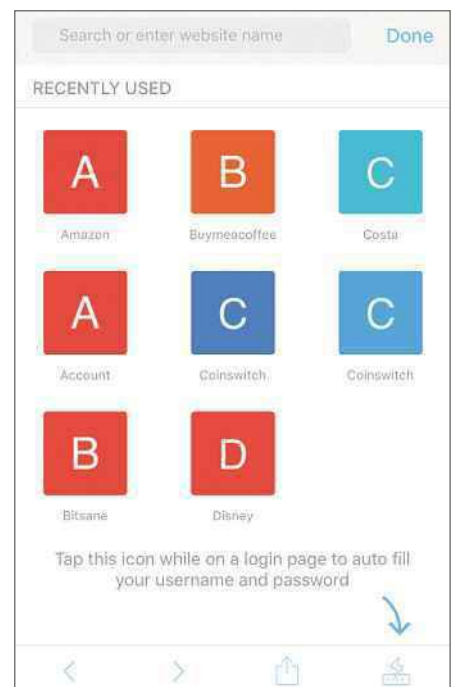 Search or enter website name Done
RECENTLY USED
A B C
Amazon Buymeacoffee Costa
A C C
Account Coinswitch Coinswitch
B D
Bitsane Disney
Tap this icon while on a login page to auto fill
your username and password